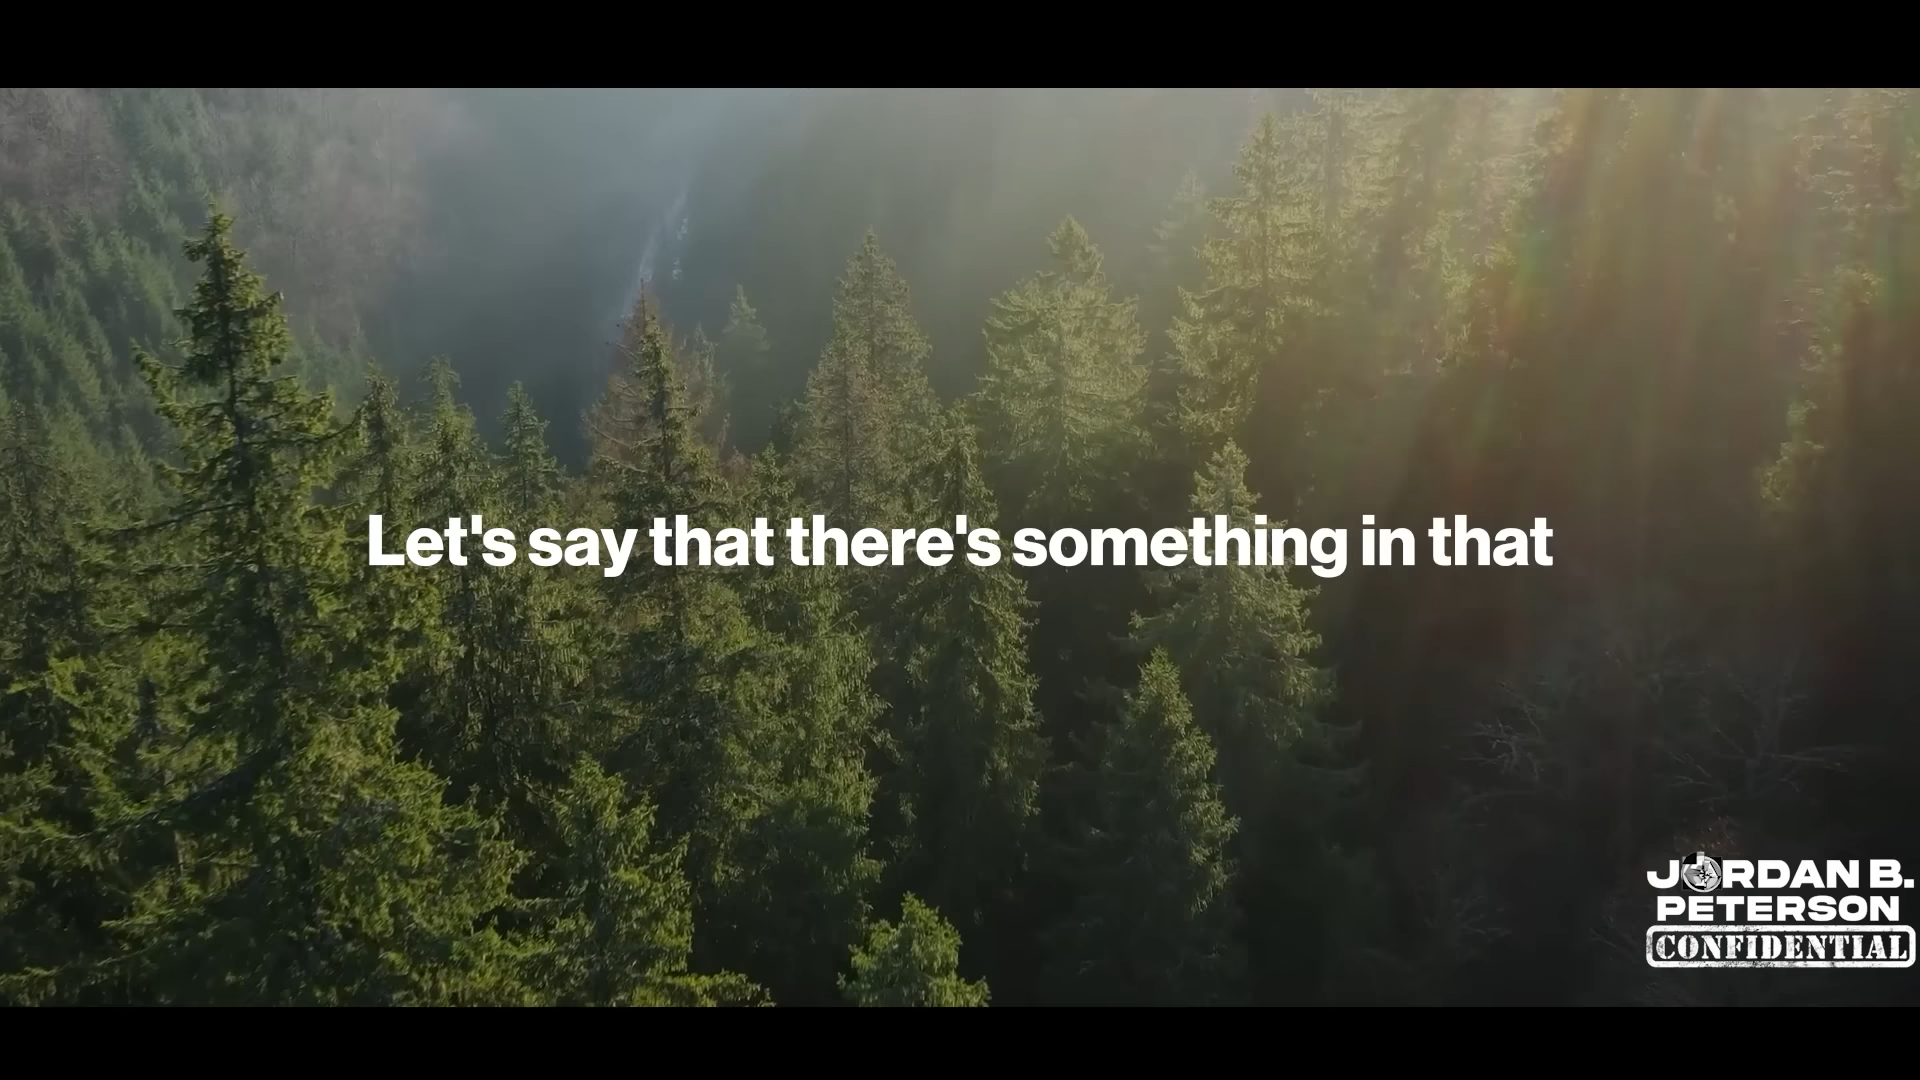 Let's say that there's something in that
JORDAN B.
PETERSON
CONFIDENTIAL